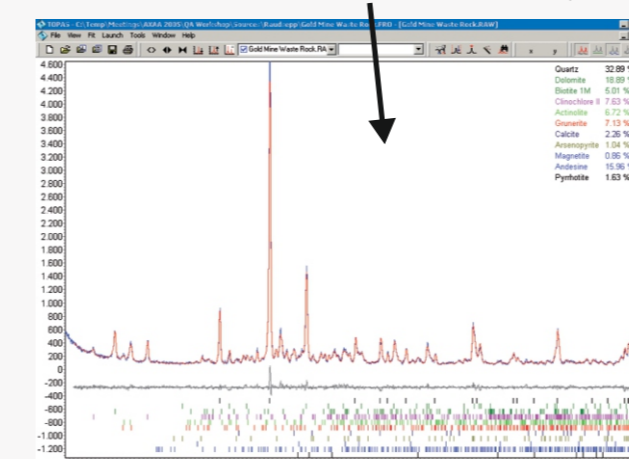 TOPAS - C:\Temp\Meetings\AXAA 2005\QA Workshop\Source:\Ruud:vpp\Gold Mine Waste Rock.PRO - [Gold Mine Waste Rock.RAW]
File View Fit Launch Tools Window Help
Gold Mine Waste Rock.RA
4.600
4.400
4.200
4.000
3.800
3.600
3.400
3.200
3.000
2.800
2.600
2.400
2.200
2.000
1.800
1.600
1.400
1.200
1.000
800
600
400
200
0
-200
-400
-600
-800
-1.000
-1.200
Quartz 32.89 %
Dolomite 18.89 %
Biotite 1M 5.01 %
Clinochlore II 7.63 %
Actinolite 6.72 %
Grunerite 7.13 %
Calcite 2.26 %
Arsenopyrite 1.04 %
Magnetite 0.86 %
Andesine 15.96 %
Pyrrhotite 1.63 %